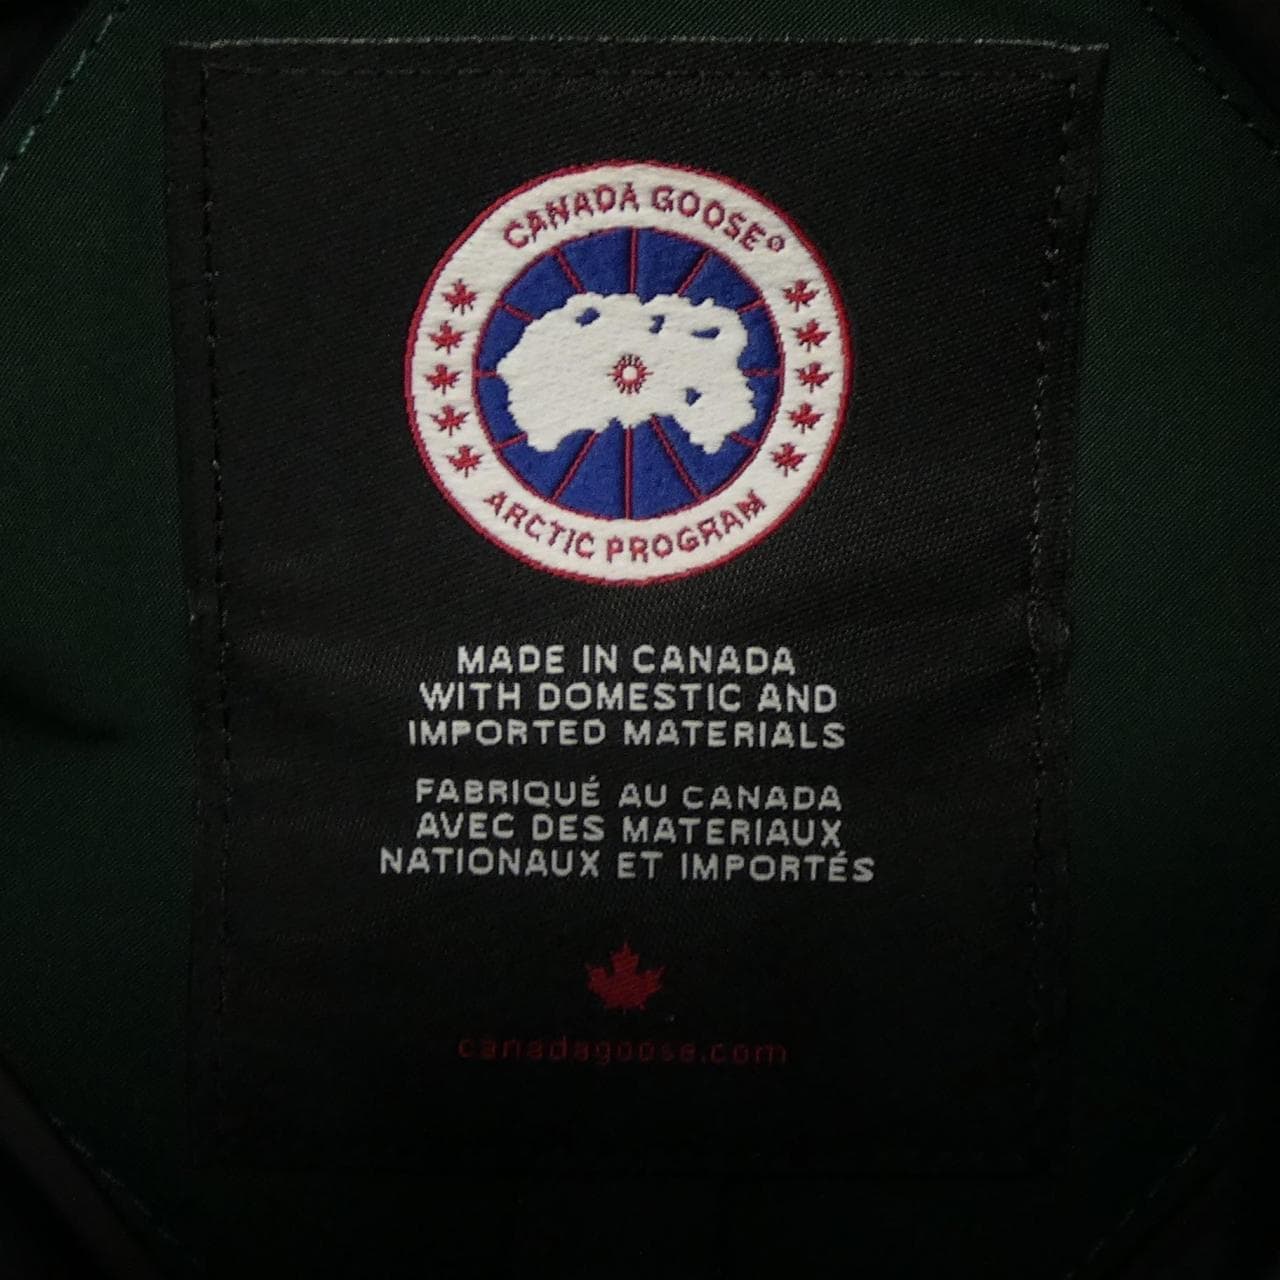 CANADA GOOSE®
ARCTIC PROGRAM
MADE IN CANADA
WITH DOMESTIC AND
IMPORTED MATERIALS
FABRIQUÉ AU CANADA
AVEC DES MATERIAUX
NATIONAUX ET IMPORTÉS
canadagoose.com